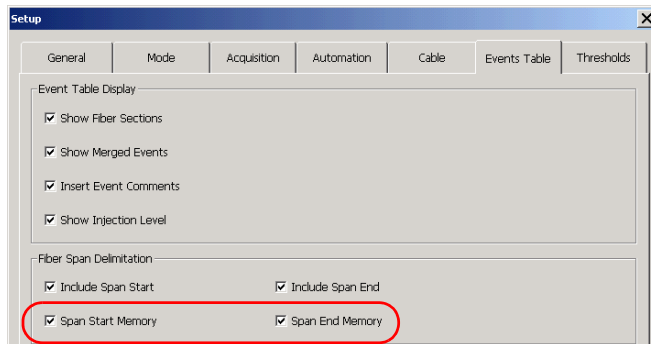 Setup
General Mode Acquisition Automation Cable Events Table Thresholds
Event Table Display
Show Fiber Sections
Show Merged Events
Insert Event Comments
Show Injection Level
Fiber Span Delimitation
Include Span Start Include Span End
Span Start Memory Span End Memory